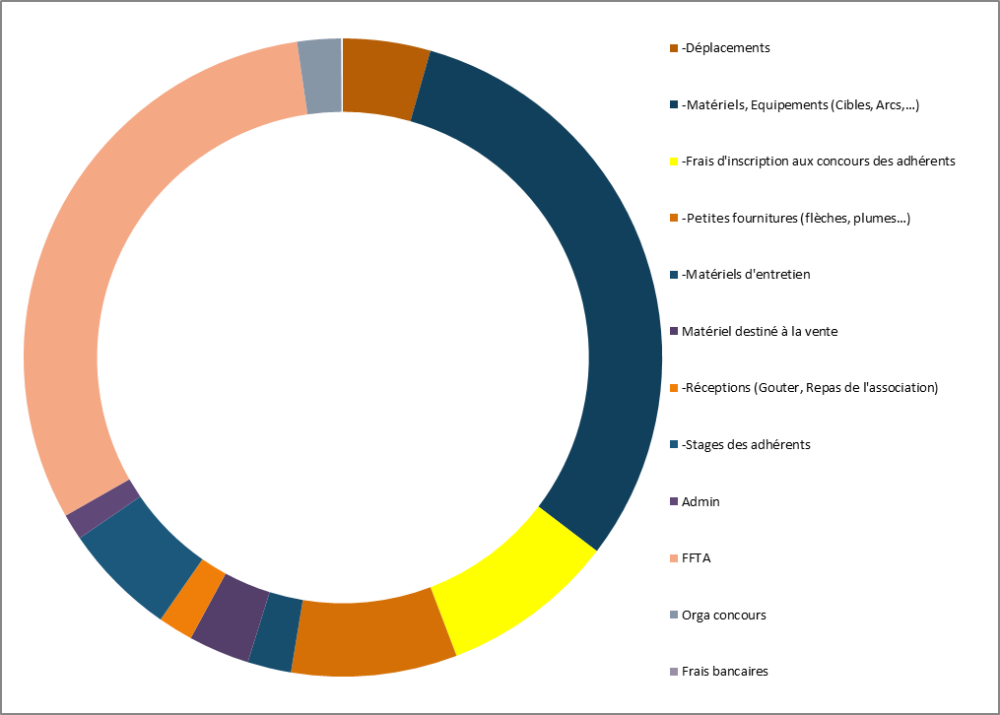 -Déplacements
-Matériels, Equipements (Cibles, Arcs,...)
-Frais d'inscription aux concours des adhérents
-Petites fournitures (flèches, plumes...)
-Matériels d'entretien
Matériel destiné à la vente
-Réceptions (Gouter, Repas de l'association)
-Stages des adhérents
Admin
FFTA
Orga concours
Frais bancaires